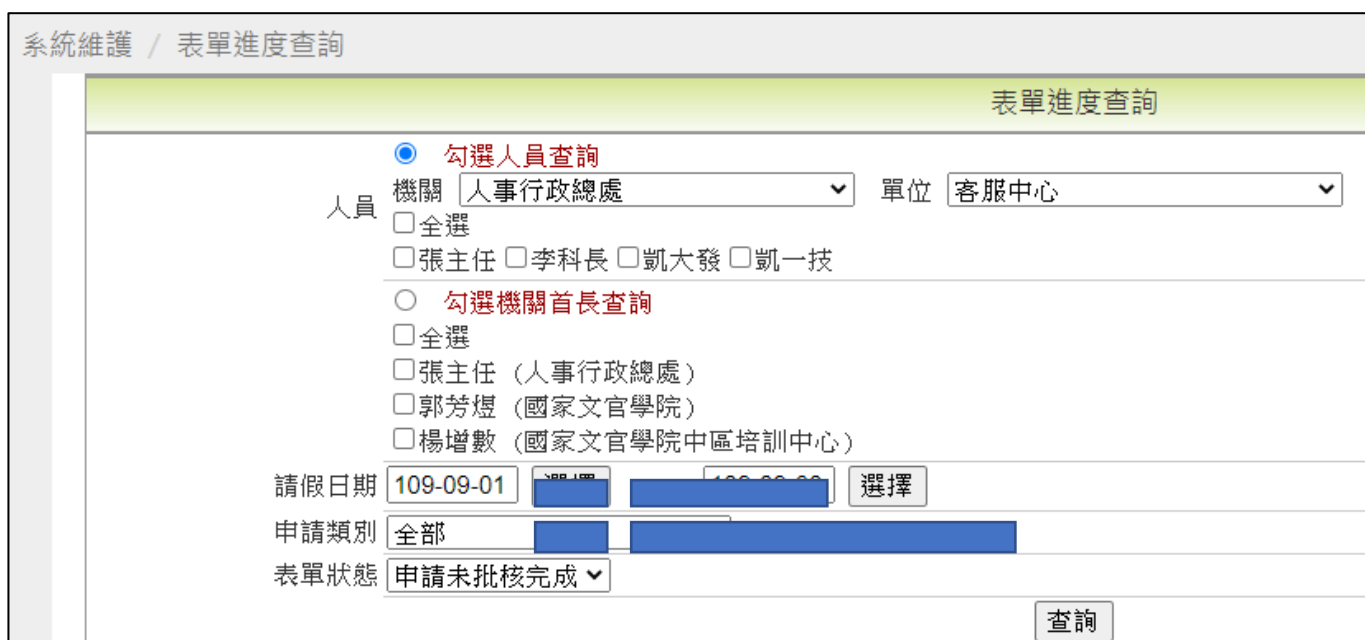 系統維護 / 表單進度查詢
表單進度查詢
勾選人員查詢
人員 機關 人事行政總處 單位 客服中心
全選
張主任 李科長 凱大發 凱一技
勾選機關首長查詢
全選
張主任 (人事行政總處)
郭芳煜 (國家文官學院)
楊增數 (國家文官學院中區培訓中心)
請假日期 109-09-01 選擇
申請類別 全部
表單狀態 申請未批核完成
查詢